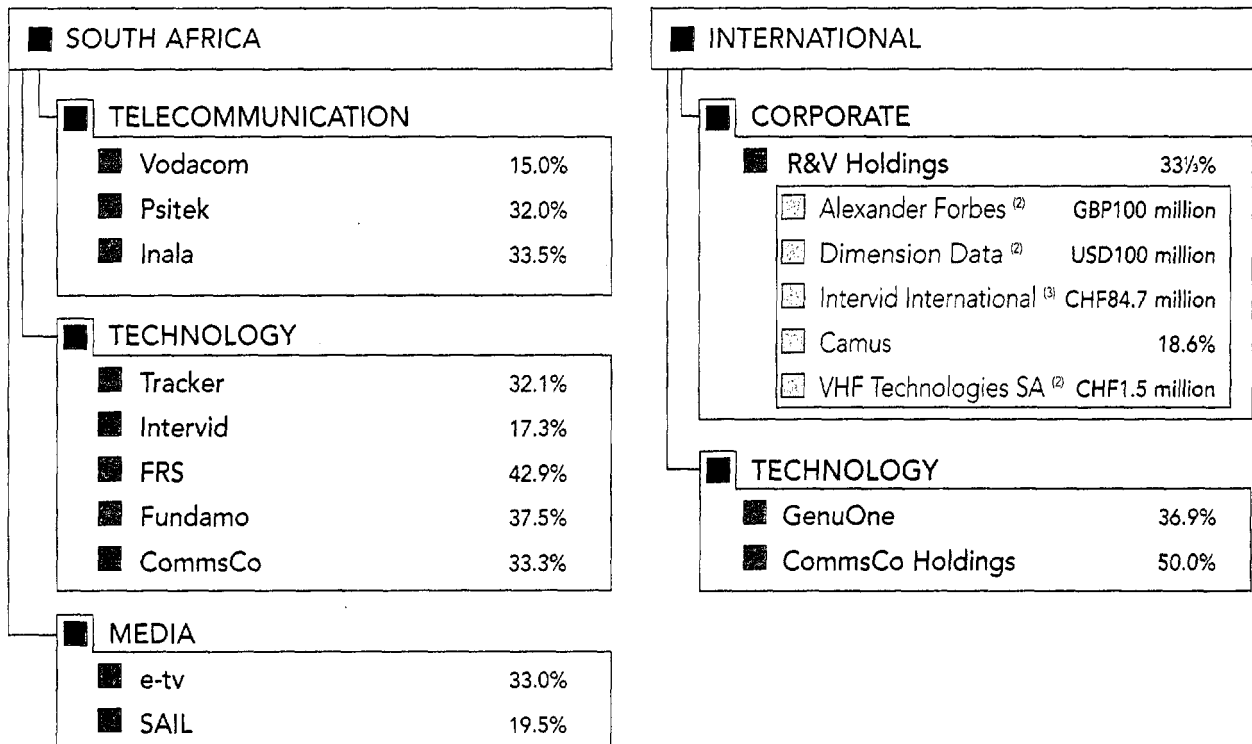 SOUTH AFRICA
TELECOMMUNICATION
Vodacom 15.0%
Psitek 32.0%
Inala 33.5%
TECHNOLOGY
Tracker 32.1%
Intervid 17.3%
FRS 42.9%
Fundamo 37.5%
CommsCo 33.3%
MEDIA
e-tv 33.0%
SAIL 19.5%
INTERNATIONAL
CORPORATE
R&V Holdings 33⅓%
Alexander Forbes (2) GBP100 million
Dimension Data (2) USD100 million
Intervid International (3) CHF84.7 million
Camus 18.6%
VHF Technologies SA (2) CHF1.5 million
TECHNOLOGY
GenuOne 36.9%
CommsCo Holdings 50.0%